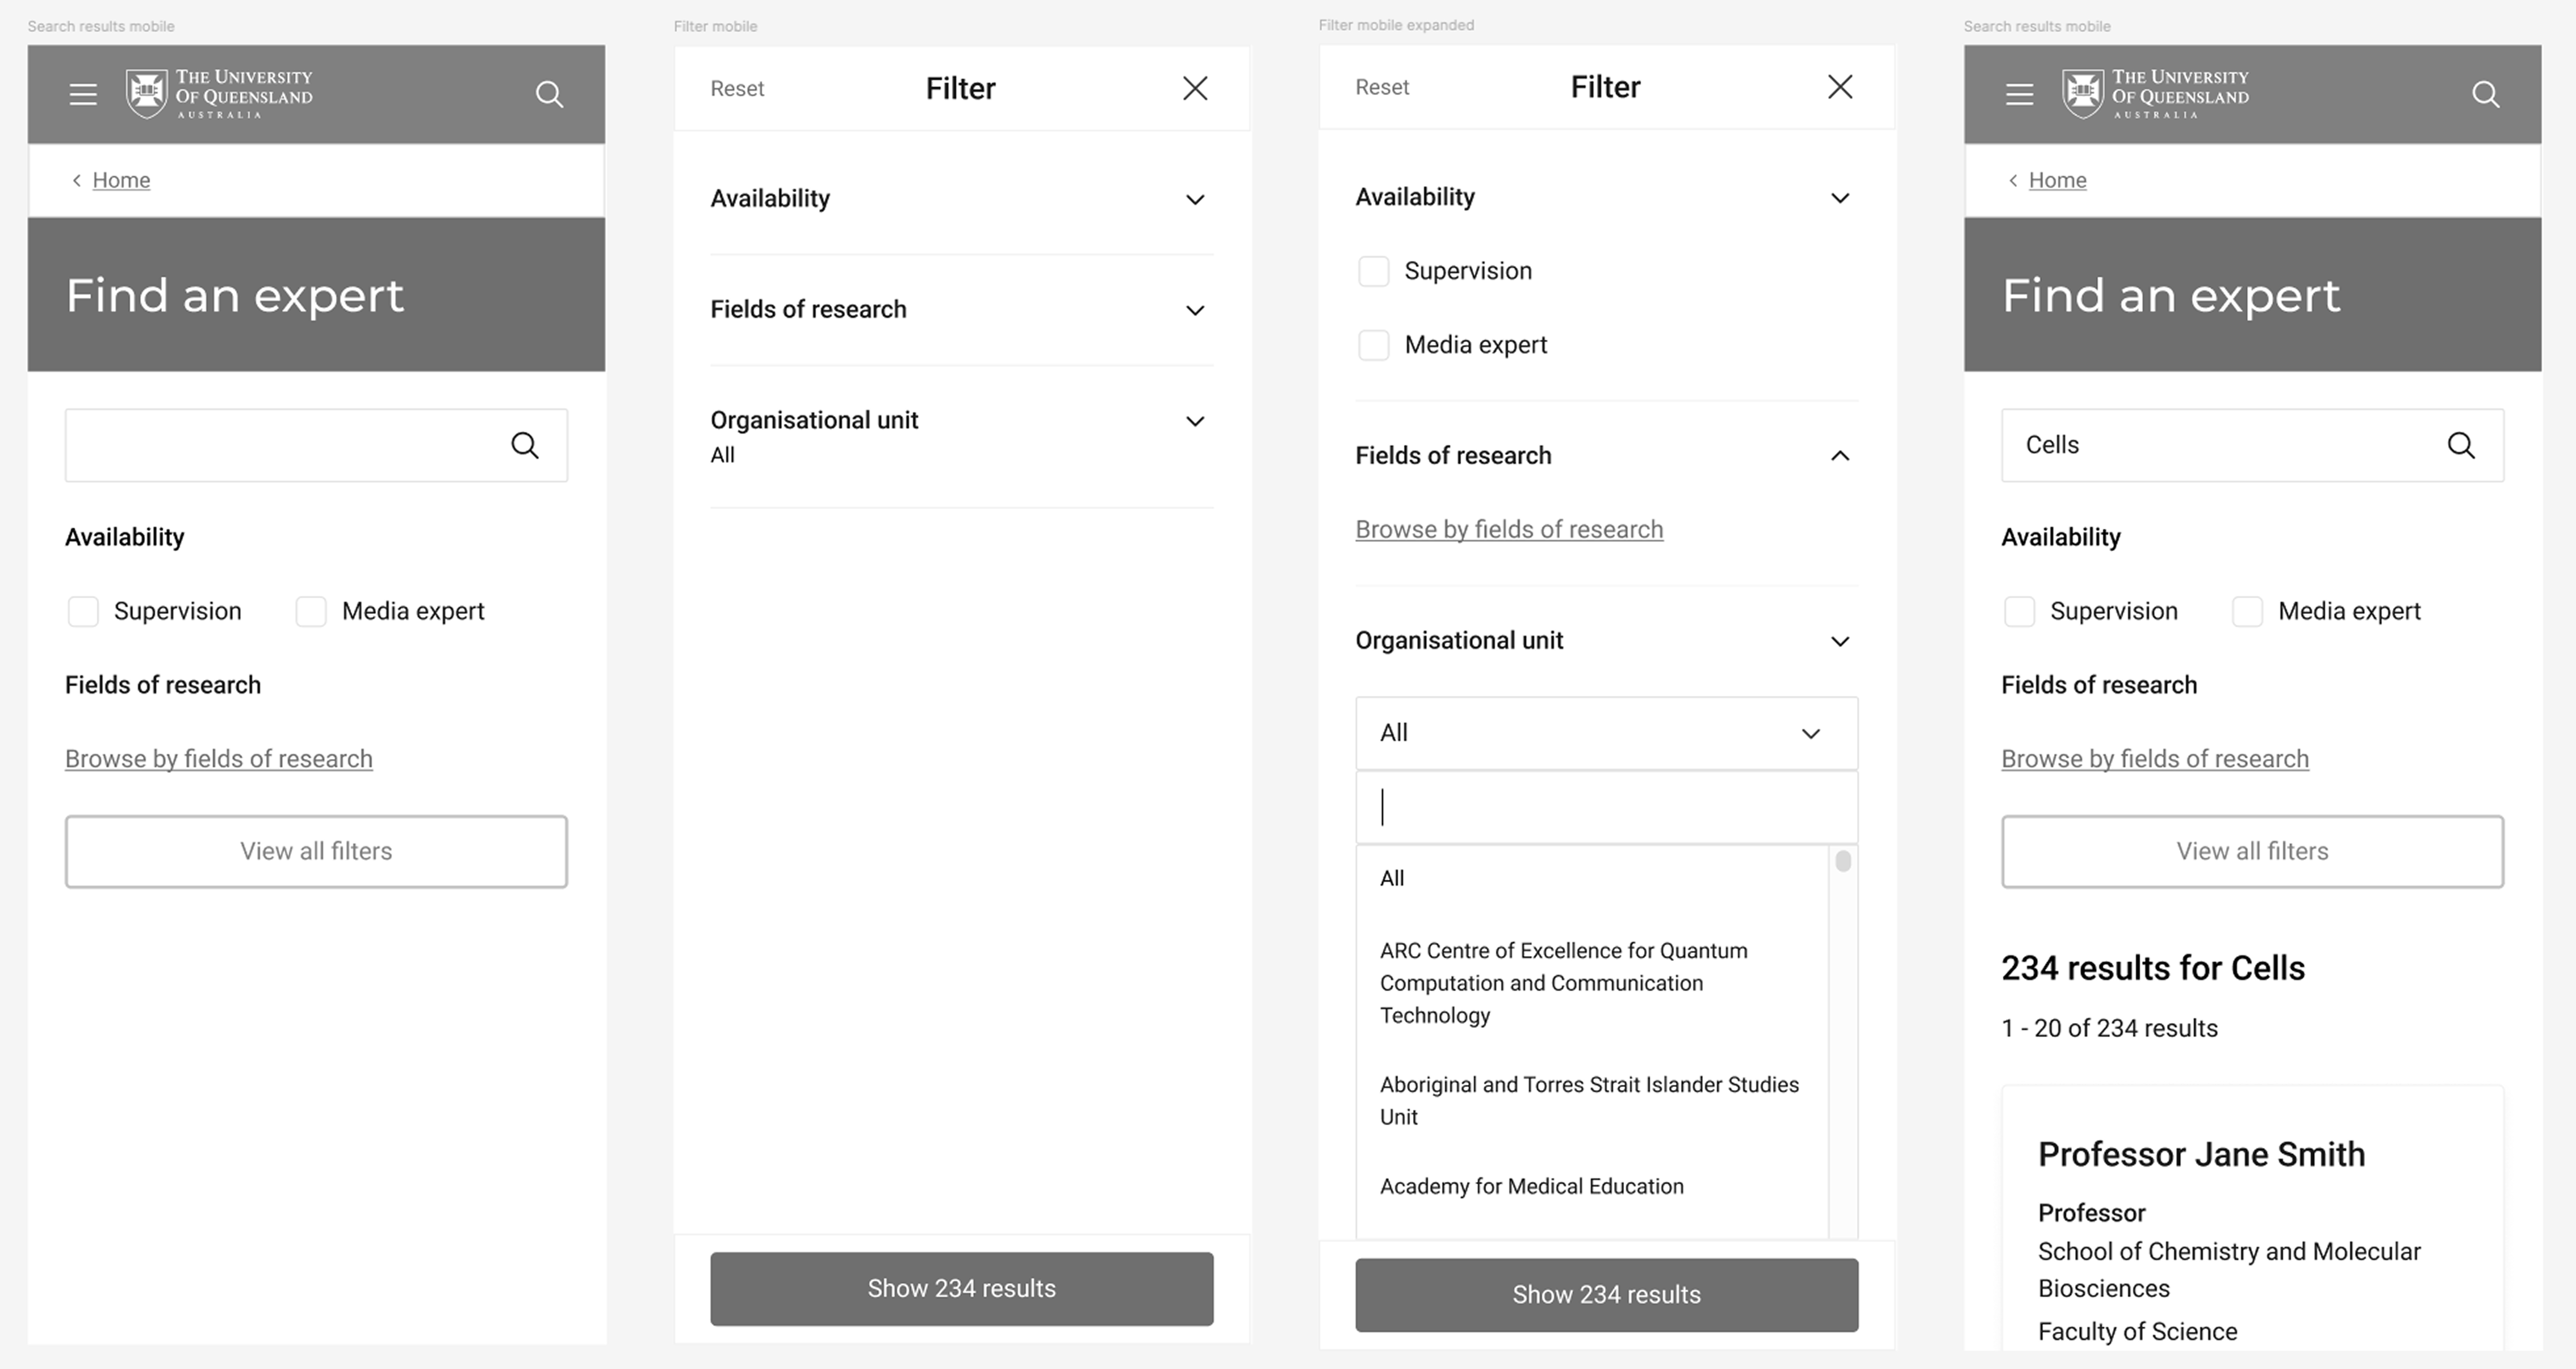 Search results mobile
THE UNIVERSITY
OF QUEENSLAND
AUSTRALIA
Home
Find an expert
Availability
Supervision
Media expert
Fields of research
Browse by fields of research
View all filters
Filter mobile
Reset
Filter
Availability
Fields of research
Organisational unit
All
Show 234 results
Filter mobile expanded
Reset
Filter
Availability
Supervision
Media expert
Fields of research
Browse by fields of research
Organisational unit
All
All
ARC Centre of Excellence for Quantum
Computation and Communication
Technology
Aboriginal and Torres Strait Islander Studies
Unit
Academy for Medical Education
Show 234 results
Search results mobile
THE UNIVERSITY
OF QUEENSLAND
AUSTRALIA
Home
Find an expert
Cells
Availability
Supervision
Media expert
Fields of research
Browse by fields of research
View all filters
234 results for Cells
1 - 20 of 234 results
Professor Jane Smith
Professor
School of Chemistry and Molecular
Biosciences
Faculty of Science